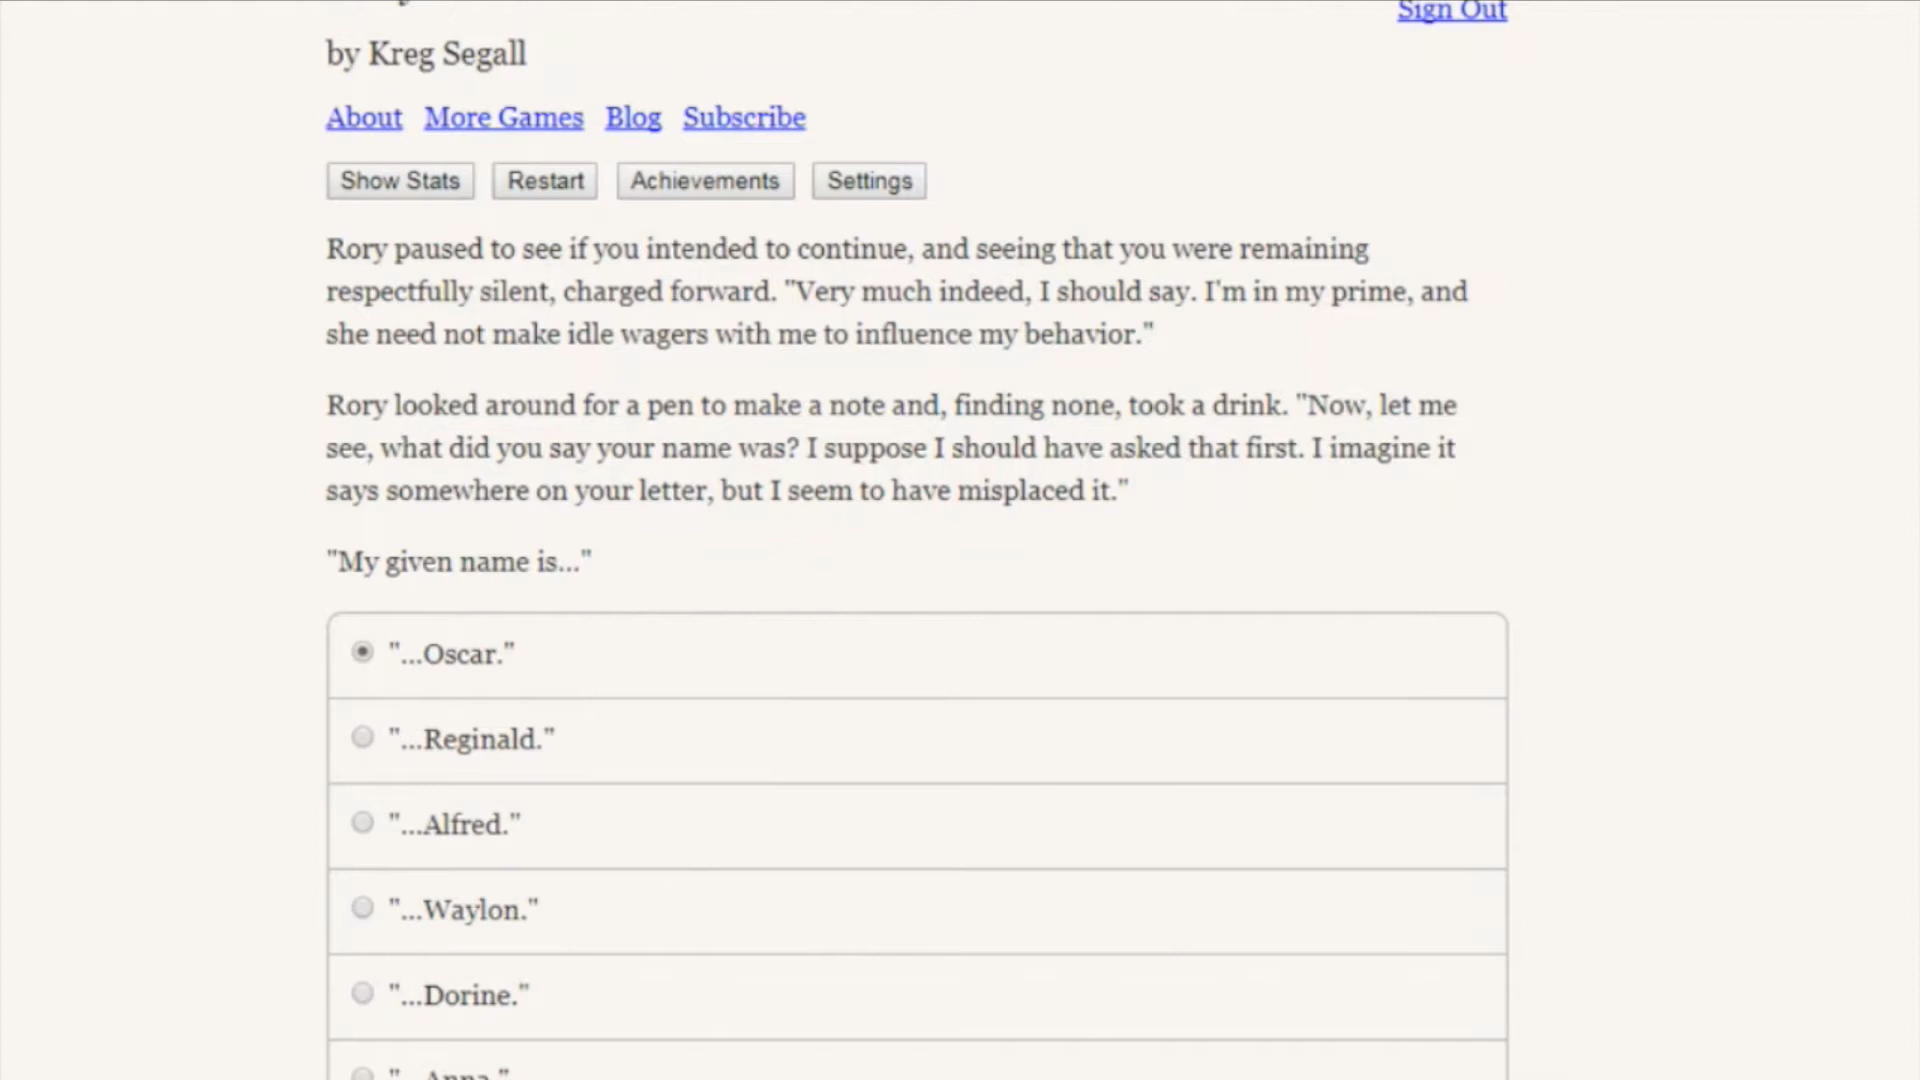 Sign Out
by Kreg Segall
About More Games Blog Subscribe
Show Stats Restart Achievements Settings
Rory paused to see if you intended to continue, and seeing that you were remaining
respectfully silent, charged forward. "Very much indeed, I should say. I'm in my prime, and
she need not make idle wagers with me to influence my behavior."
Rory looked around for a pen to make a note and, finding none, took a drink. "Now, let me
see, what did you say your name was? I suppose I should have asked that first. I imagine it
says somewhere on your letter, but I seem to have misplaced it."
"My given name is..."
"...Oscar."
"...Reginald."
"...Alfred."
"...Waylon."
"...Dorine."
"...Anna."